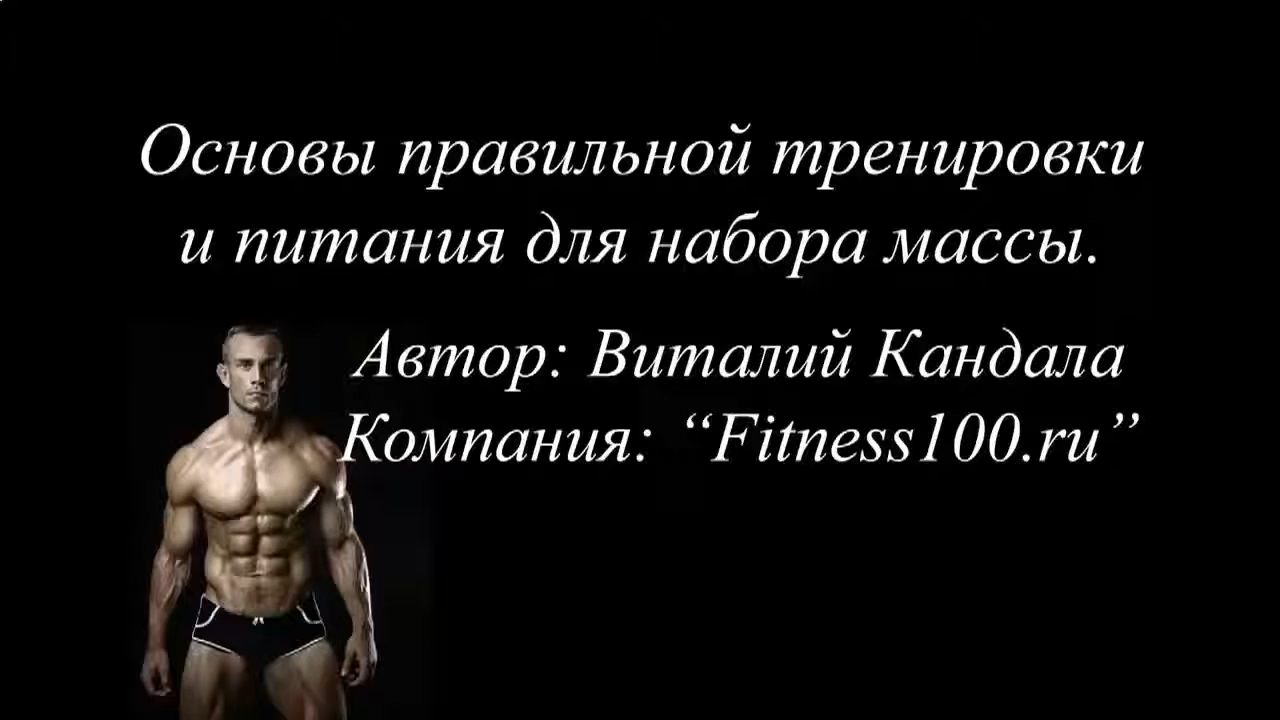 Основы правильной тренировки
и питания для набора массы.
Автор: Виталий Кандала
Компания: “Fitness100.ru”